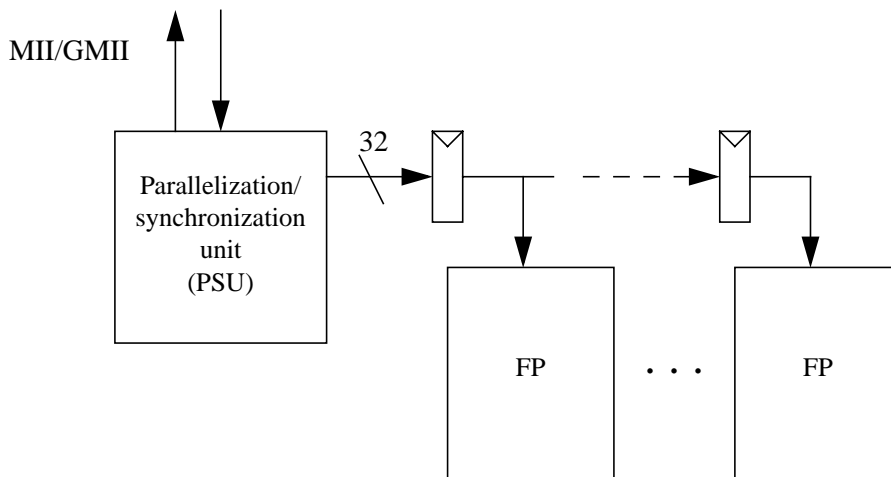 MII/GMII
32
Parallelization/
synchronization
unit
(PSU)
FP
. . .
FP